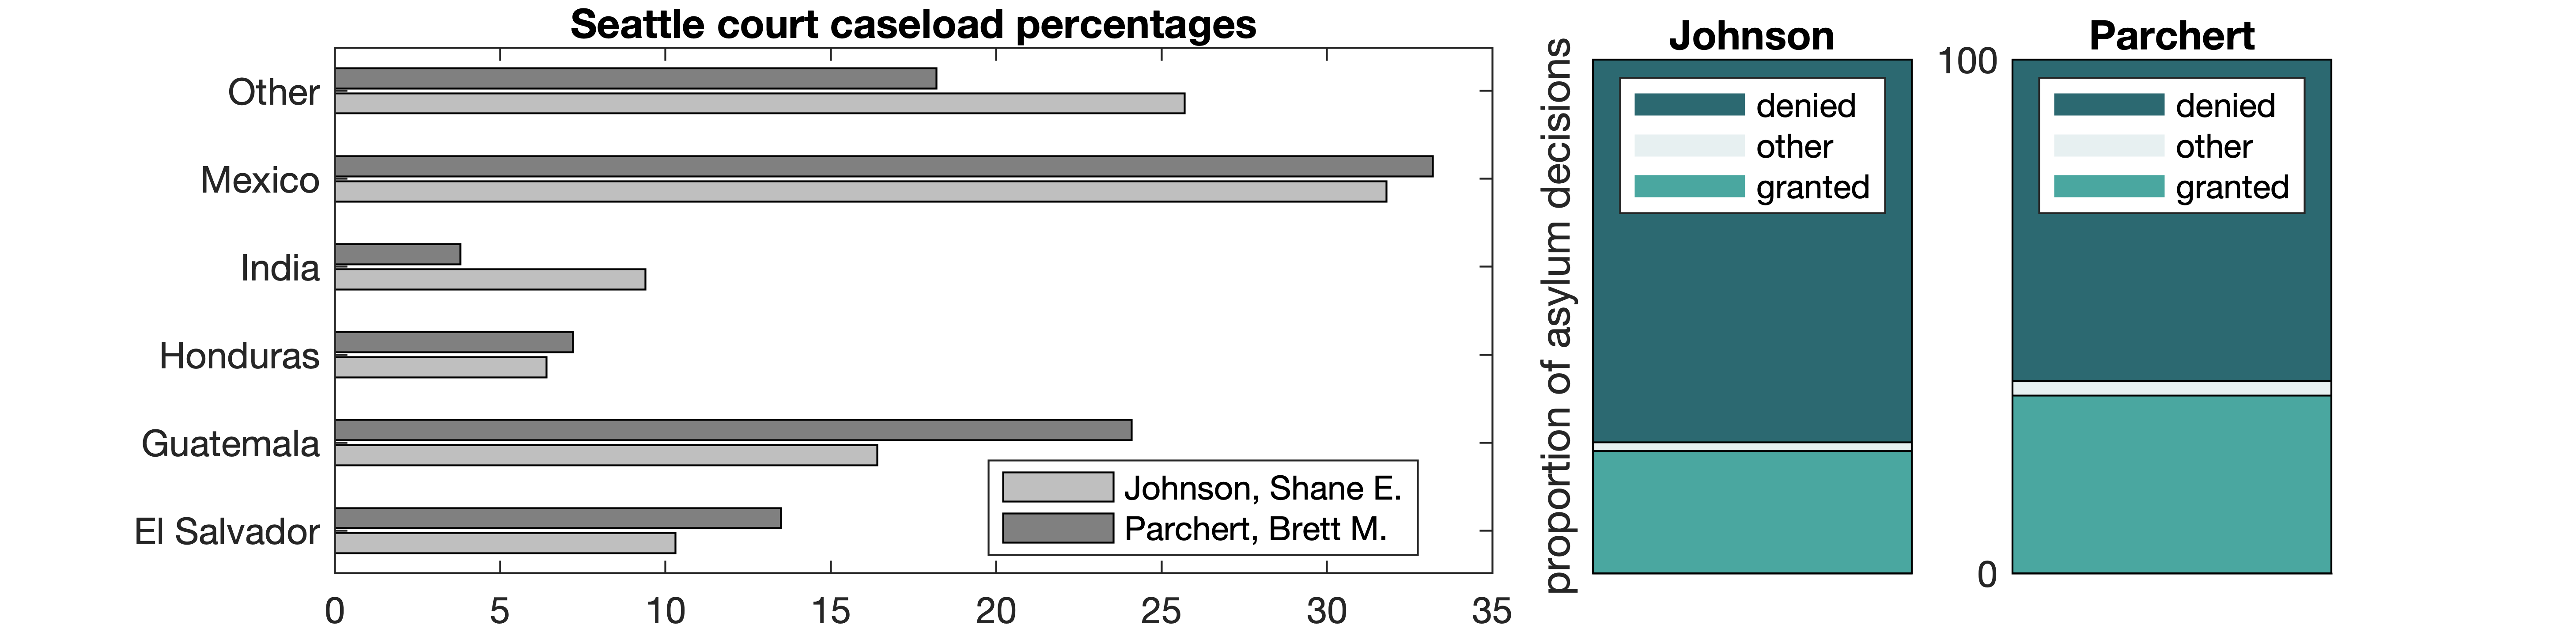 Seattle court caseload percentages
Other
Mexico
India
Honduras
Guatemala
El Salvador
0 5 10 15 20 25 30 35
Johnson, Shane E.
Parchert, Brett M.
proportion of asylum decisions
Johnson
denied
other
granted
Parchert
100
0
denied
other
granted